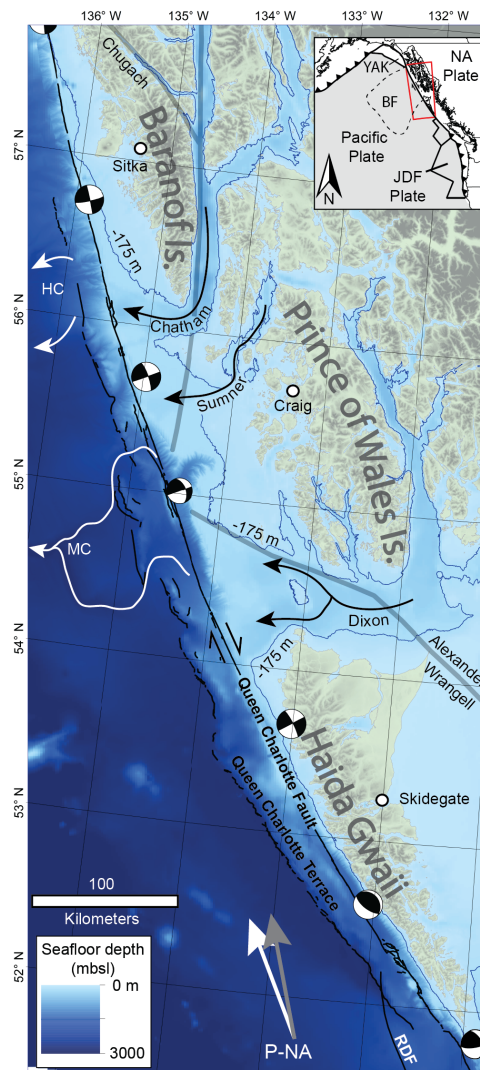 136°W
135°W
134°W
133°W
132°W
NA
Plate
YAK
BF
Pacific
Plate
JDF
Plate
N
Chugach
Baranof Is.
57°N
Sitka
-175 m
HC
56°N
Chatham
Sumner
Prince of Wales Is.
Craig
55°N
-175 m
MC
Dixon
54°N
-175 m
Alexander
Wrangell
Queen Charlotte Fault
Queen Charlotte Terrace
Haida Gwaii
Skidegate
53°N
100
Kilometers
Seafloor depth
(mbsl)
0 m
3000
52°N
P-NA
RDF